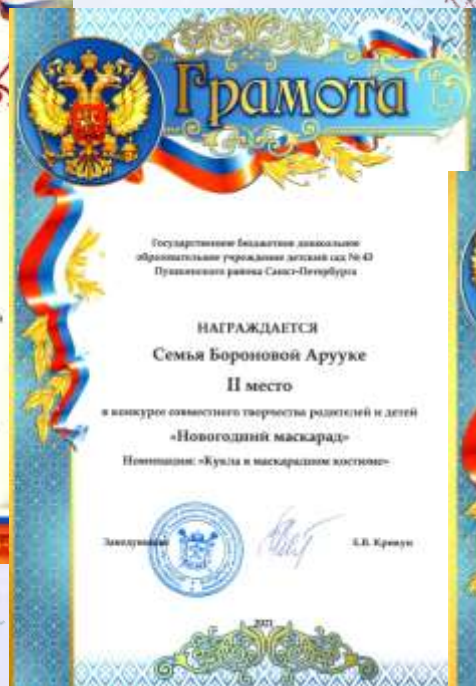 Грамота
Государственное бюджетное дошкольное
образовательное учреждение детский сад № 43
Пушкинского района Санкт-Петербурга
НАГРАЖДАЕТСЯ
Семья Бороновой Арууке
II место
в конкурсе совместного творчества родителей и детей
«Новогодний маскарад»
Номинация: «Кукла в маскарадном костюме»
Заведующий
2021